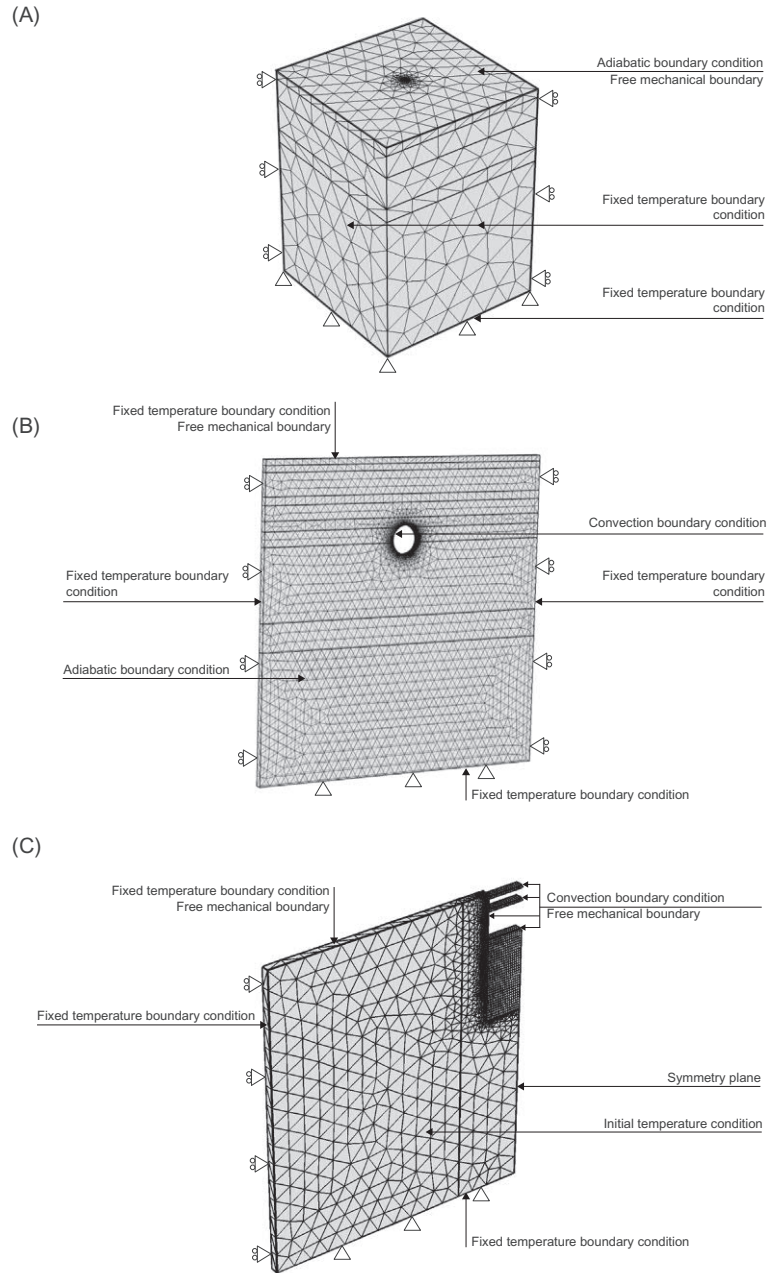 (A)
Adiabatic boundary condition
Free mechanical boundary
Fixed temperature boundary
condition
Fixed temperature boundary
condition
(B)
Fixed temperature boundary condition
Free mechanical boundary
Convection boundary condition
Fixed temperature boundary
condition
Fixed temperature boundary
condition
Adiabatic boundary condition
Fixed temperature boundary condition
(C)
Fixed temperature boundary condition
Free mechanical boundary
Convection boundary condition
Free mechanical boundary
Fixed temperature boundary condition
Symmetry plane
Initial temperature condition
Fixed temperature boundary condition